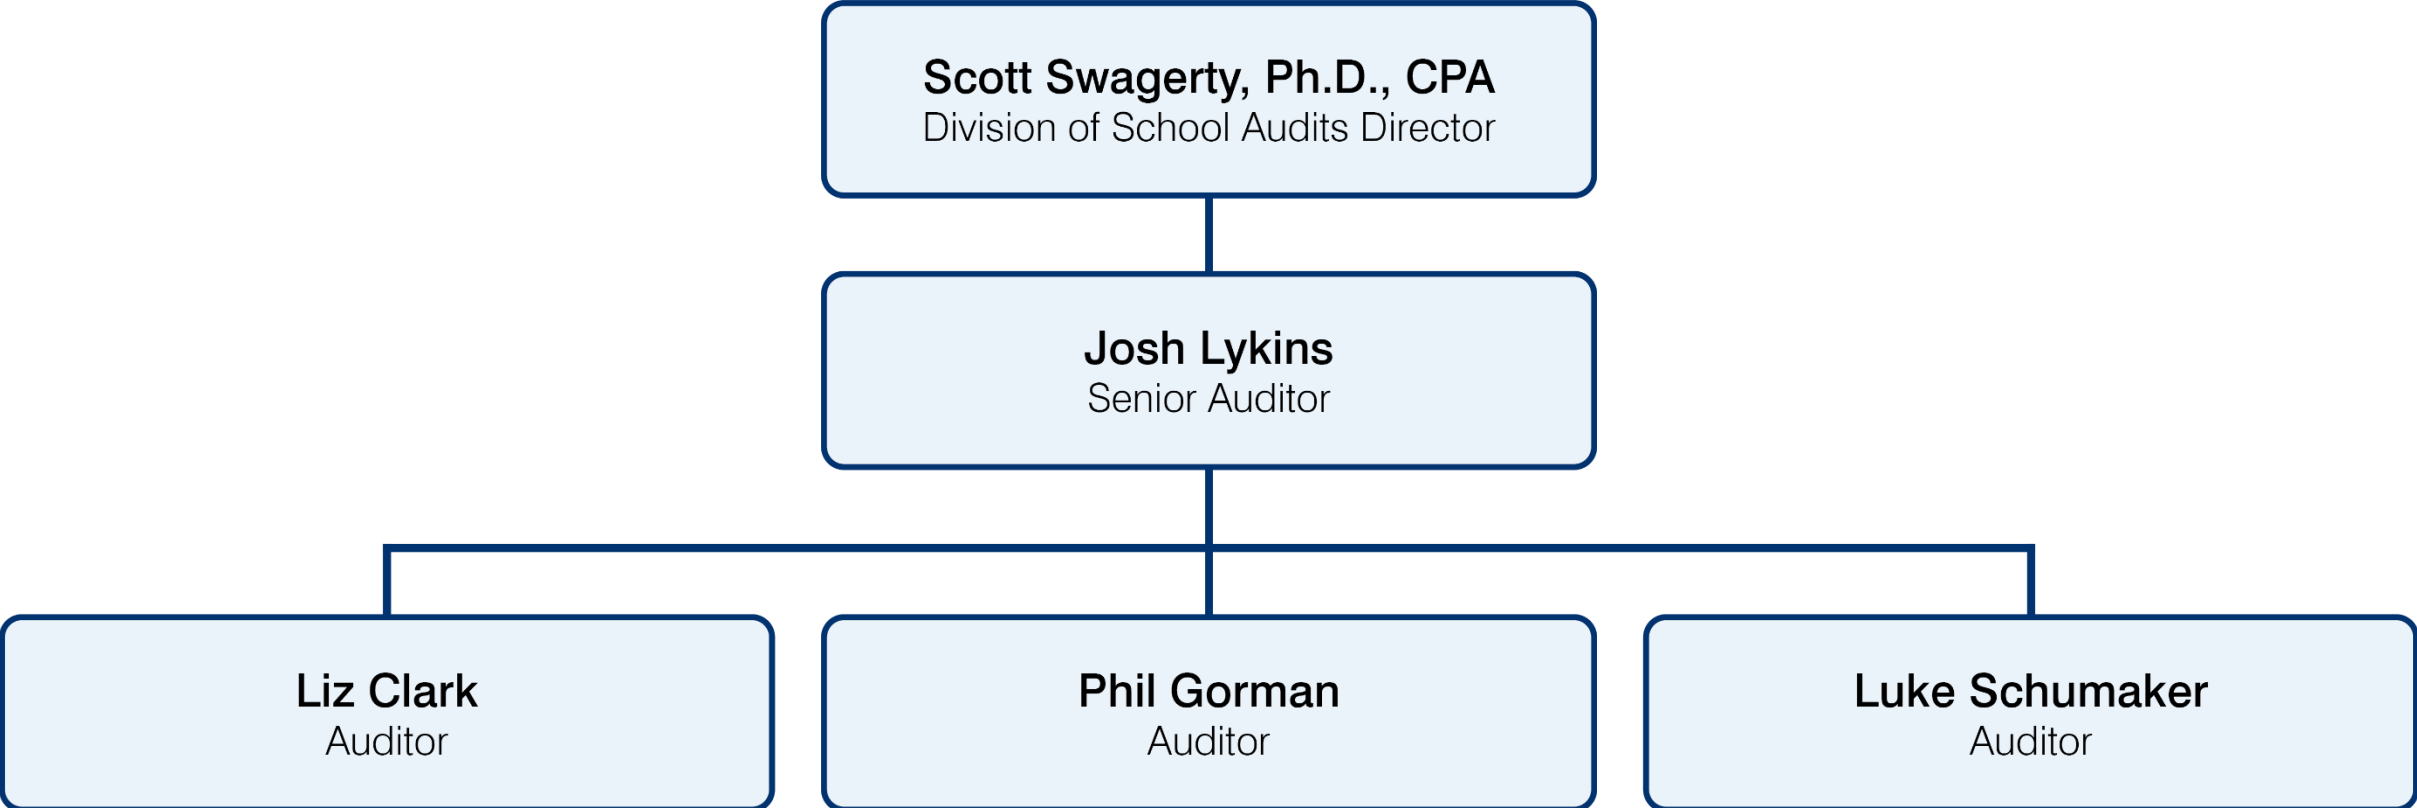 Scott Swagerty, Ph.D., CPA
Division of School Audits Director
Josh Lykins
Senior Auditor
Liz Clark
Auditor
Phil Gorman
Auditor
Luke Schumaker
Auditor